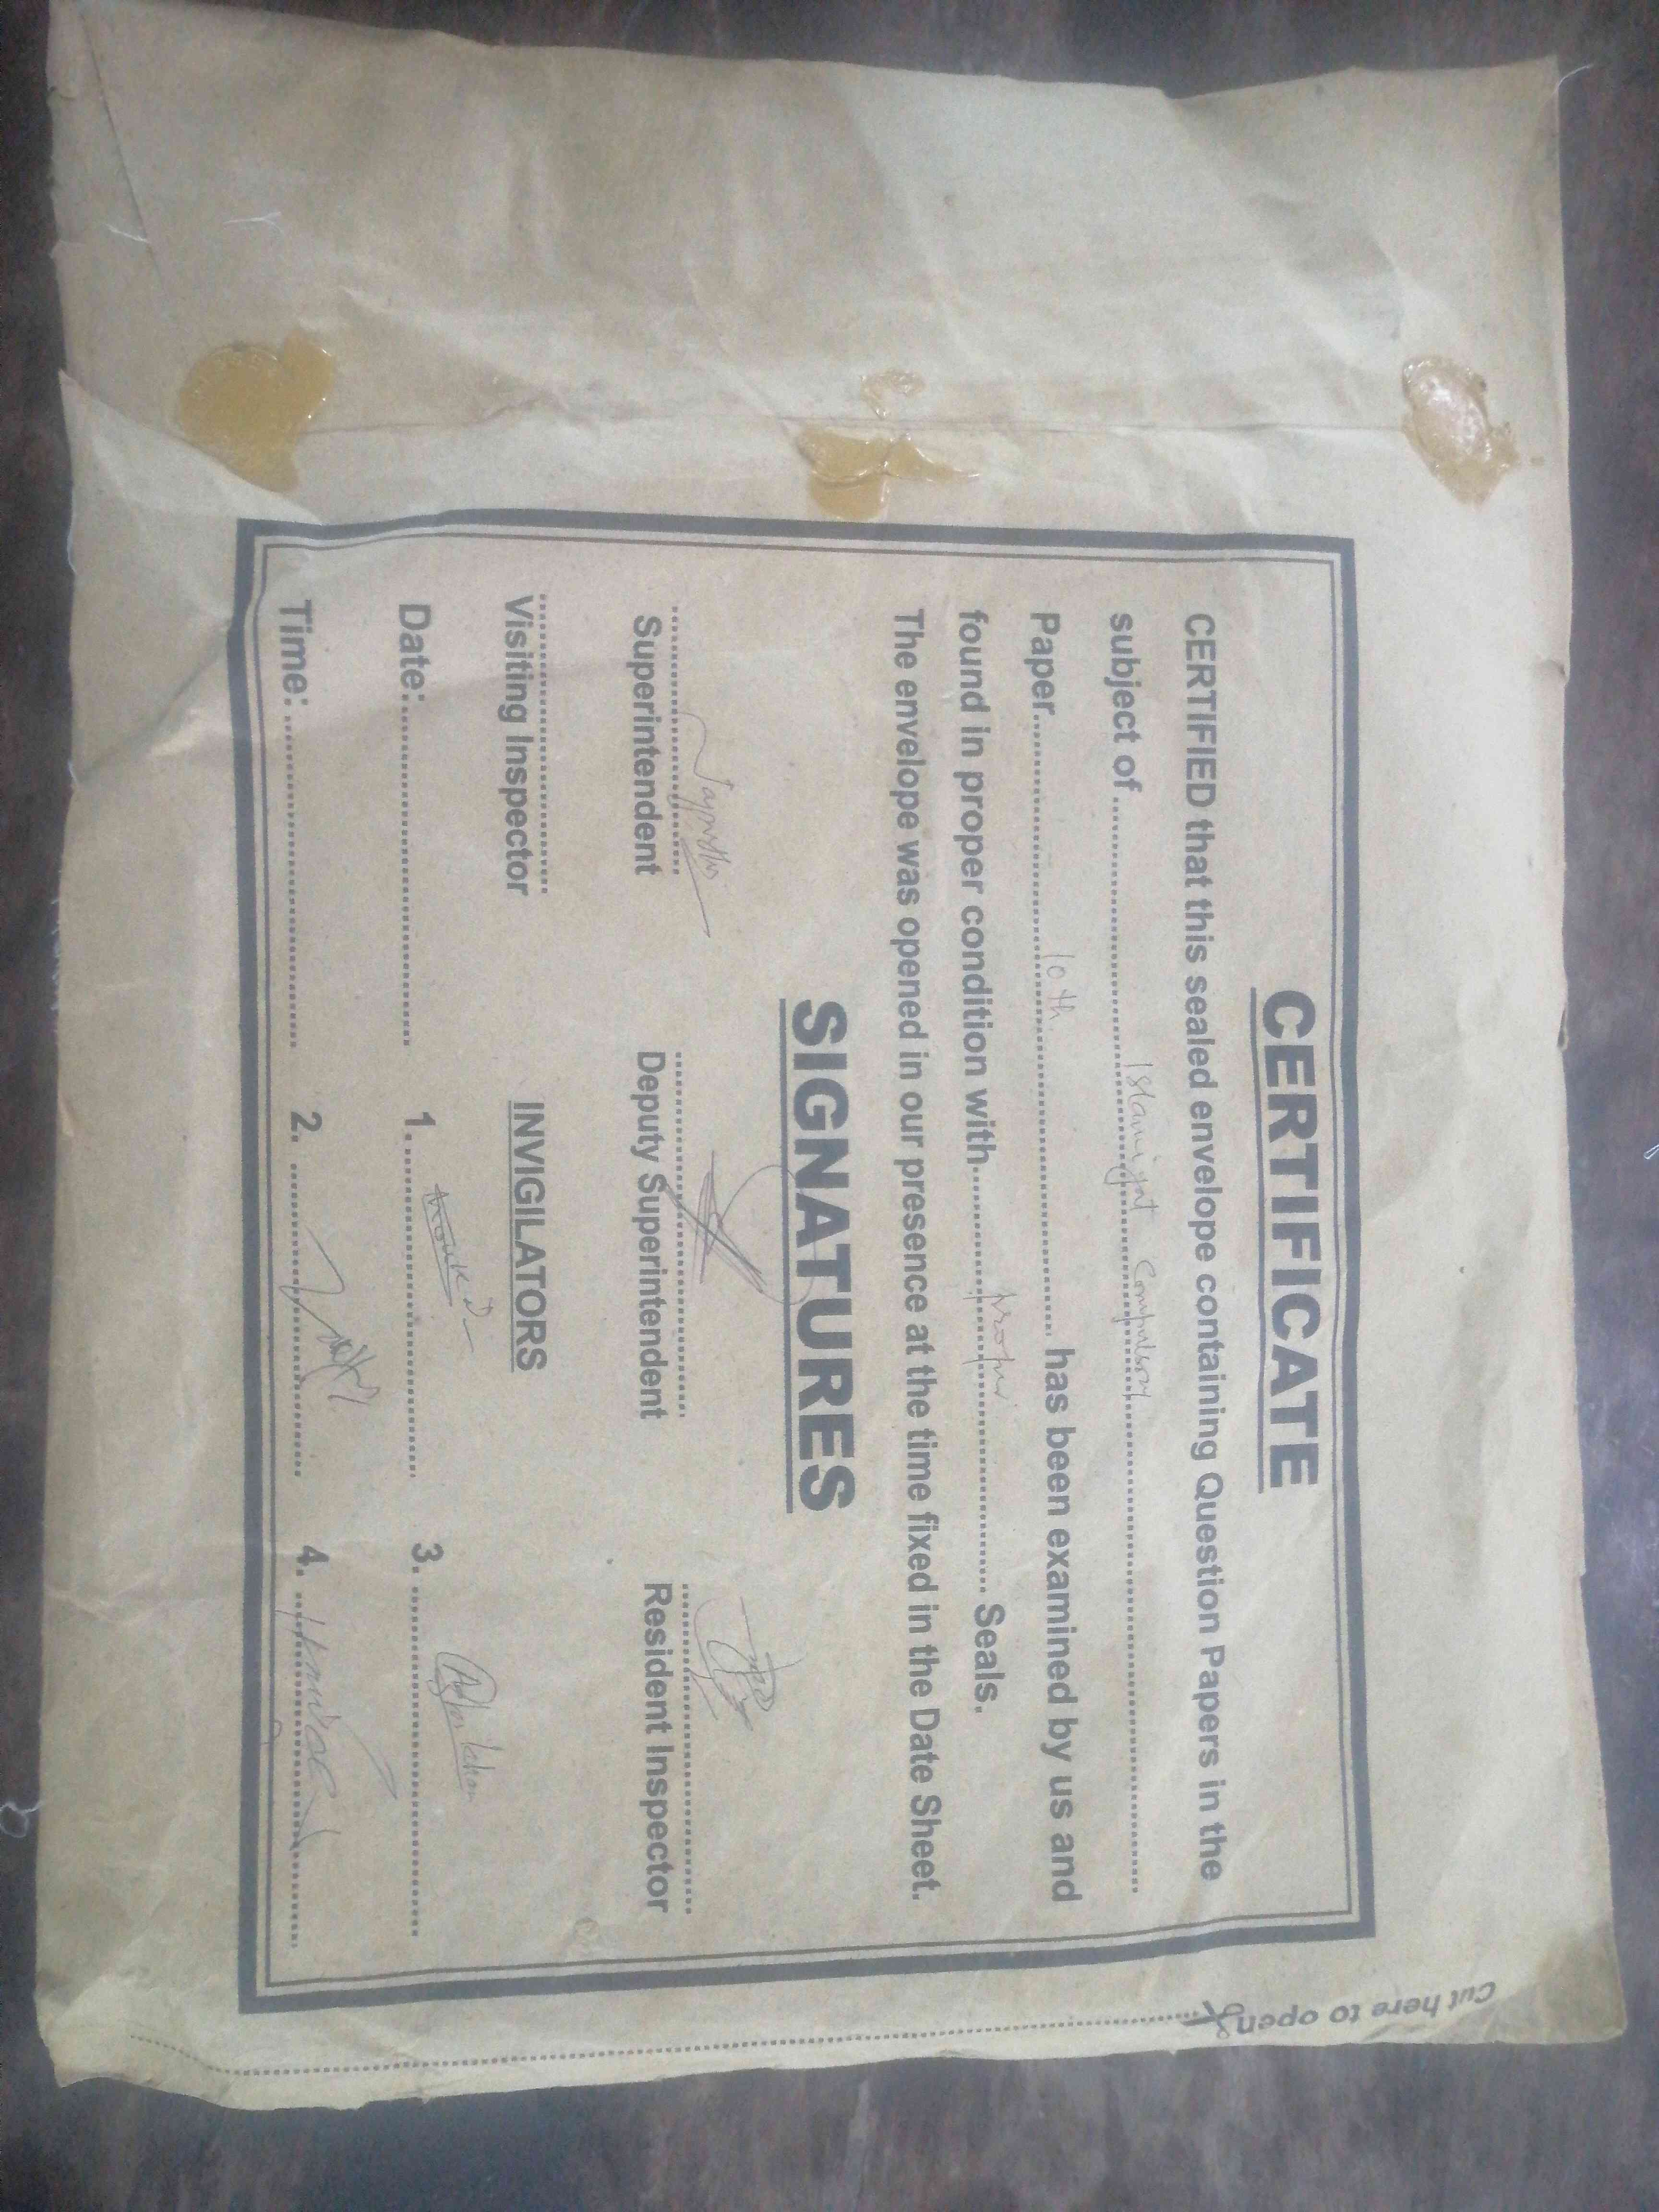 CERTIFICATE
CERTIFIED that this sealed envelope containing Question Papers in the
subject of.......... Islamiyat Compulsory ..........
Paper.......... 10th .......... has been examined by us and
found in proper condition with.......... proper .......... Seals.
The envelope was opened in our presence at the time fixed in the Date Sheet.
SIGNATURES
Superintendent Deputy Superintendent Resident Inspector
Visiting Inspector INVIGILATORS
Date:.......... 1. .......... 3. ..........
Time:.......... 2. .......... 4. ..........
Cut here to open